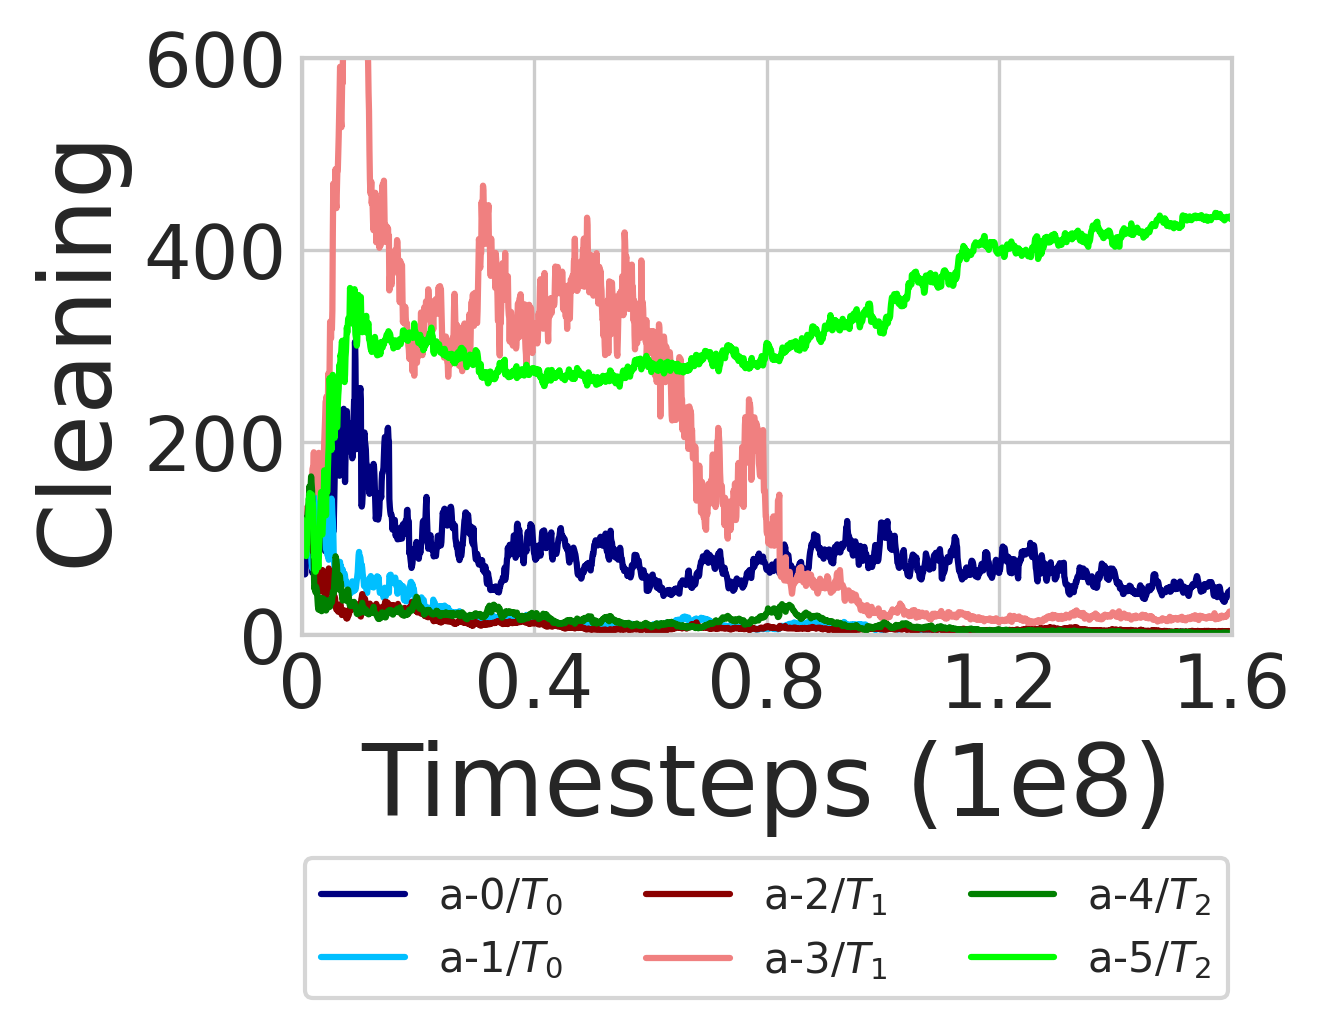 Cleaning
600
400
200
0
0 0.4 0.8 1.2 1.6
Timesteps (1e8)
a-0/T₀ a-2/T₁ a-4/T₂
a-1/T₀ a-3/T₁ a-5/T₂